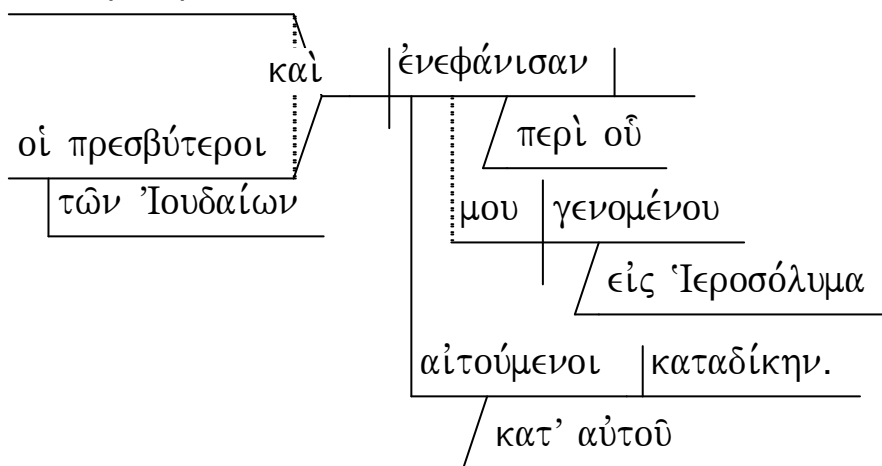 καὶ ἐνεφάνισαν
οἱ πρεσβύτεροι περὶ οὗ
τῶν Ἰουδαίων μου γενομένου
εἰς Ἱεροσόλυμα
αἰτούμενοι καταδίκην.
κατ’ αὐτοῦ